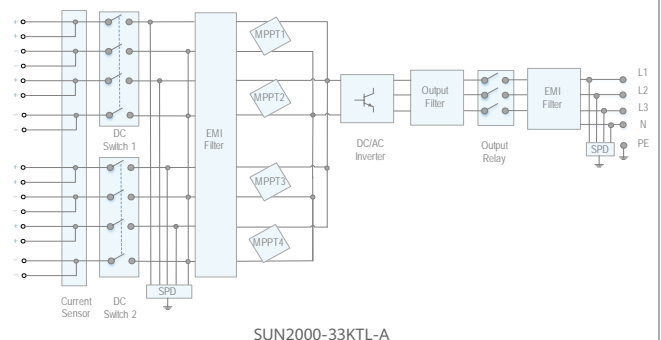 +
+
-
-
+
+
-
-
+
+
-
-
+
+
-
-
DC
Switch 1
DC
Switch 2
Current
Sensor
SPD
EMI
Filter
MPPT1
MPPT2
MPPT3
MPPT4
DC/AC
Inverter
Output
Filter
Output
Relay
EMI
Filter
SPD
L1
L2
L3
N
PE
SUN2000-33KTL-A